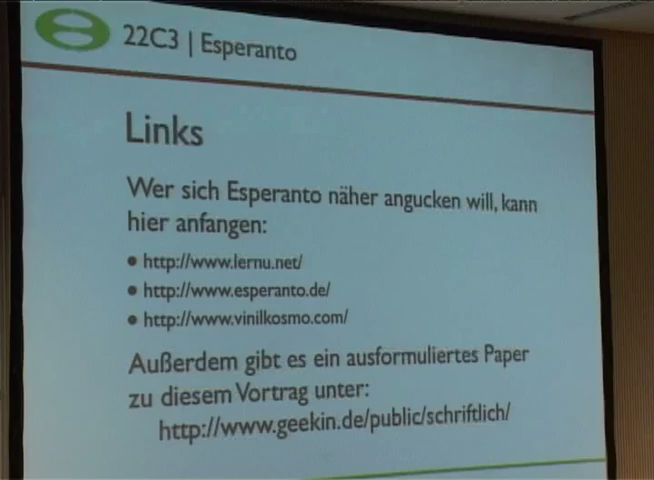 22C3 | Esperanto
Links
Wer sich Esperanto näher angucken will, kann
hier anfangen:
• http://www.lernu.net/
• http://www.esperanto.de/
• http://www.vinilkosmo.com/
Außerdem gibt es ein ausformuliertes Paper
zu diesem Vortrag unter:
http://www.geekin.de/public/schriftlich/